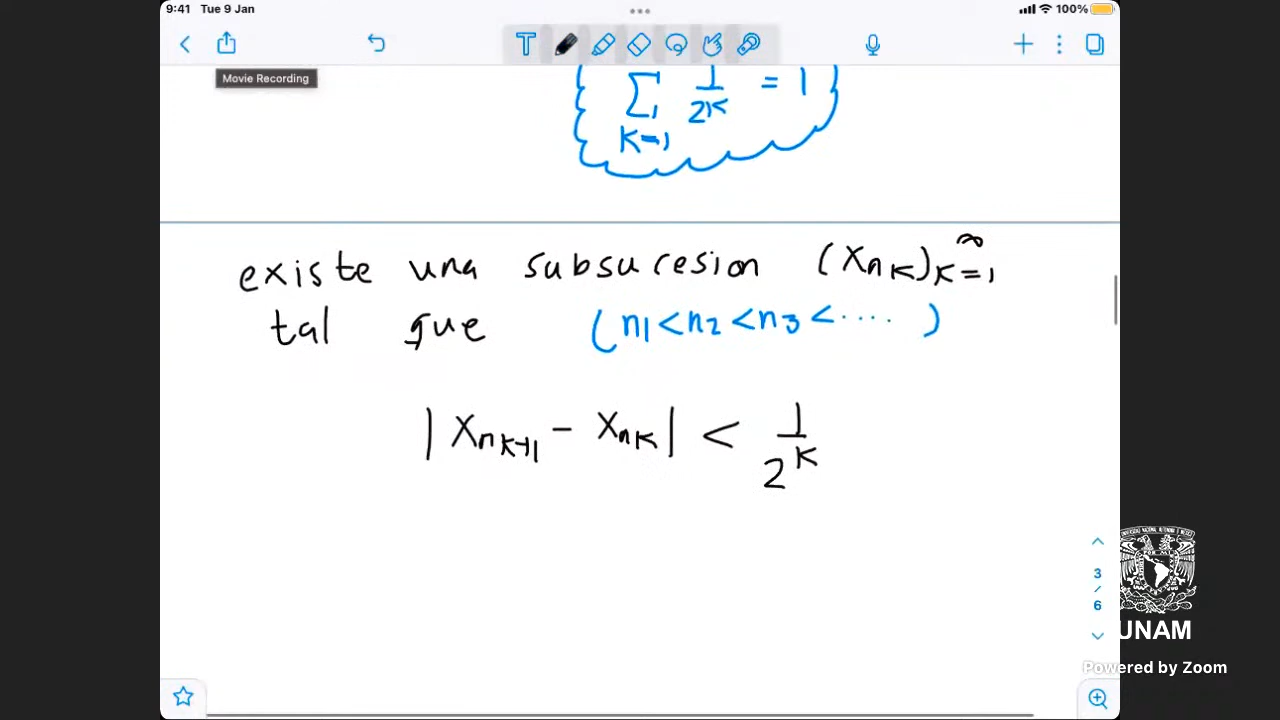 9:41 Tue 9 Jan
100%
Movie Recording
∑ 1/2^k = 1
k=1
existe una subsucesion (x_{n_k})_{k=1}^∞
tal que (n1 < n2 < n3 < ....)
|x_{n_{k+1}} - x_{n_k}| < 1/2^k
3
/
6
UNAM
Powered by Zoom